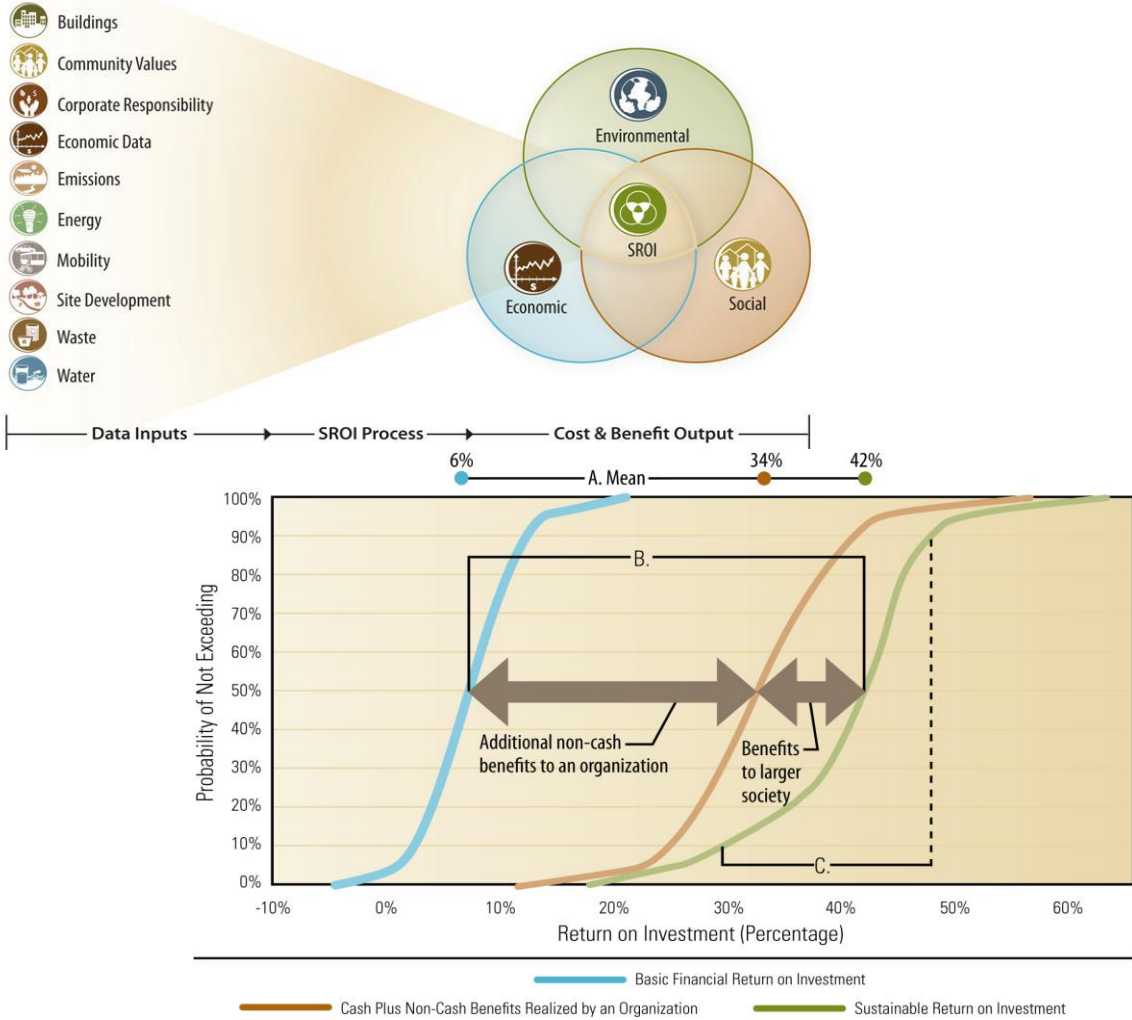 Buildings
Community Values
Corporate Responsibility
Economic Data
Emissions
Energy
Mobility
Site Development
Waste
Water
Environmental
SROI
Economic
$
Social
Data Inputs
SROI Process
Cost & Benefit Output
6%
34%
42%
A. Mean
100%
90%
80%
70%
60%
50%
40%
30%
20%
10%
0%
Probability of Not Exceeding
B.
Additional non-cash
benefits to an organization
Benefits
to larger
society
C.
-10%
0%
10%
20%
30%
40%
50%
60%
Return on Investment (Percentage)
Basic Financial Return on Investment
Cash Plus Non-Cash Benefits Realized by an Organization
Sustainable Return on Investment